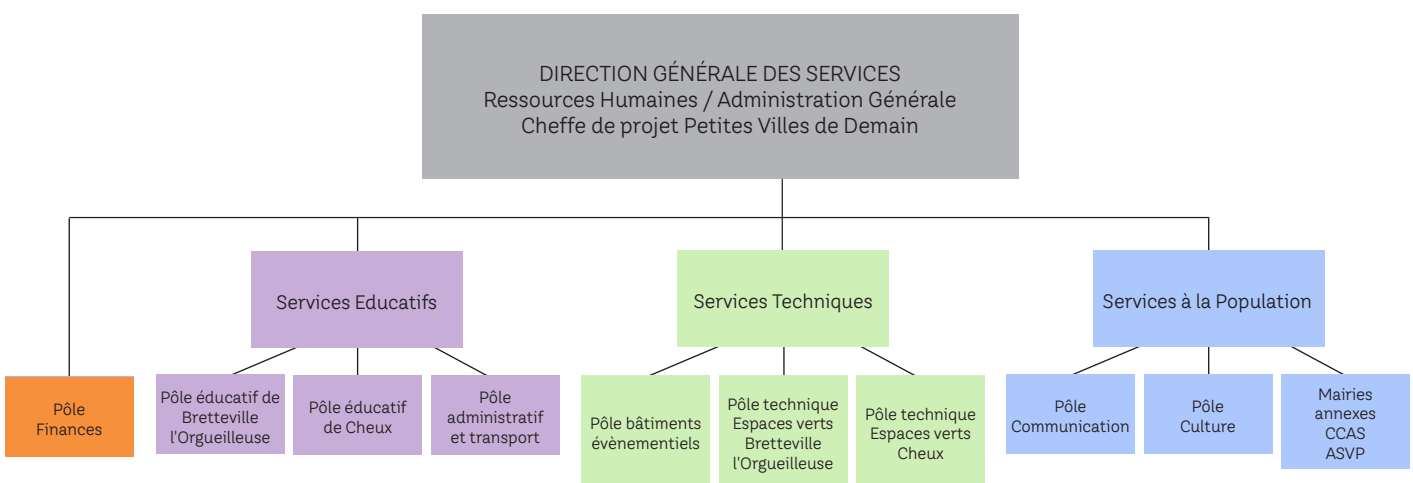 DIRECTION GÉNÉRALE DES SERVICES
Ressources Humaines / Administration Générale
Cheffe de projet Petites Villes de Demain
Services Educatifs
Services Techniques
Services à la Population
Pôle
Finances
Pôle éducatif de
Bretteville
l'Orgueilleuse
Pôle éducatif
de Cheux
Pôle
administratif
et transport
Pôle bâtiments
évènementiels
Pôle technique
Espaces verts
Bretteville
l'Orgueilleuse
Pôle technique
Espaces verts
Cheux
Pôle
Communication
Pôle
Culture
Mairies
annexes
CCAS
ASVP